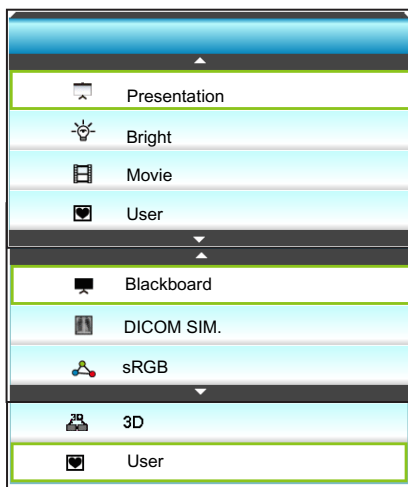 Presentation
Bright
Movie
User
Blackboard
DICOM SIM.
sRGB
3D
User